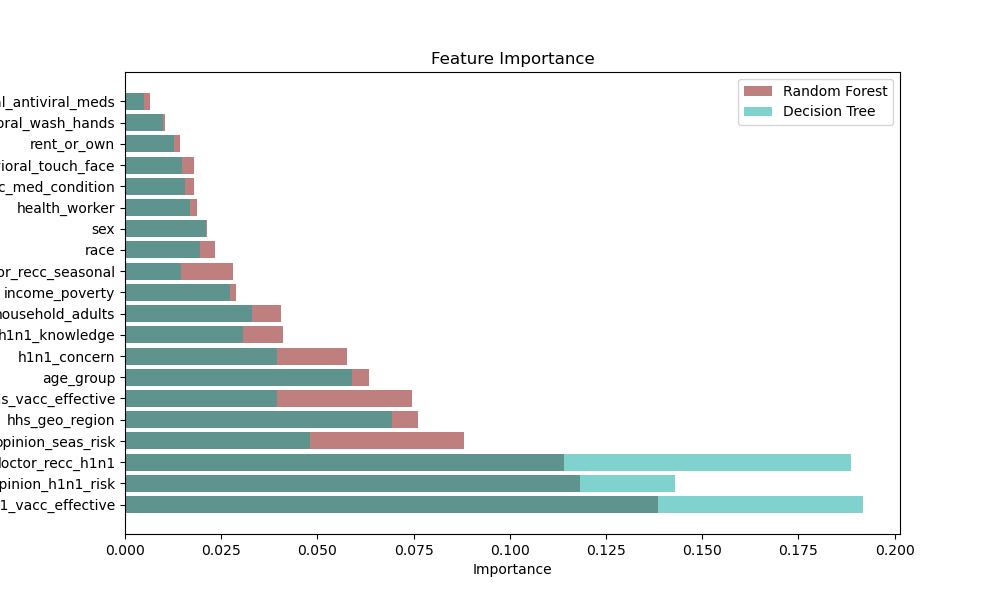 Feature Importance
Random Forest
Decision Tree
l_antiviral_meds
oral_wash_hands
rent_or_own
vioral_touch_face
c_med_condition
health_worker
sex
race
or_recc_seasonal
income_poverty
household_adults
h1n1_knowledge
h1n1_concern
age_group
s_vacc_effective
hhs_geo_region
opinion_seas_risk
doctor_recc_h1n1
pinion_h1n1_risk
1_vacc_effective
0.000 0.025 0.050 0.075 0.100 0.125 0.150 0.175 0.200
Importance